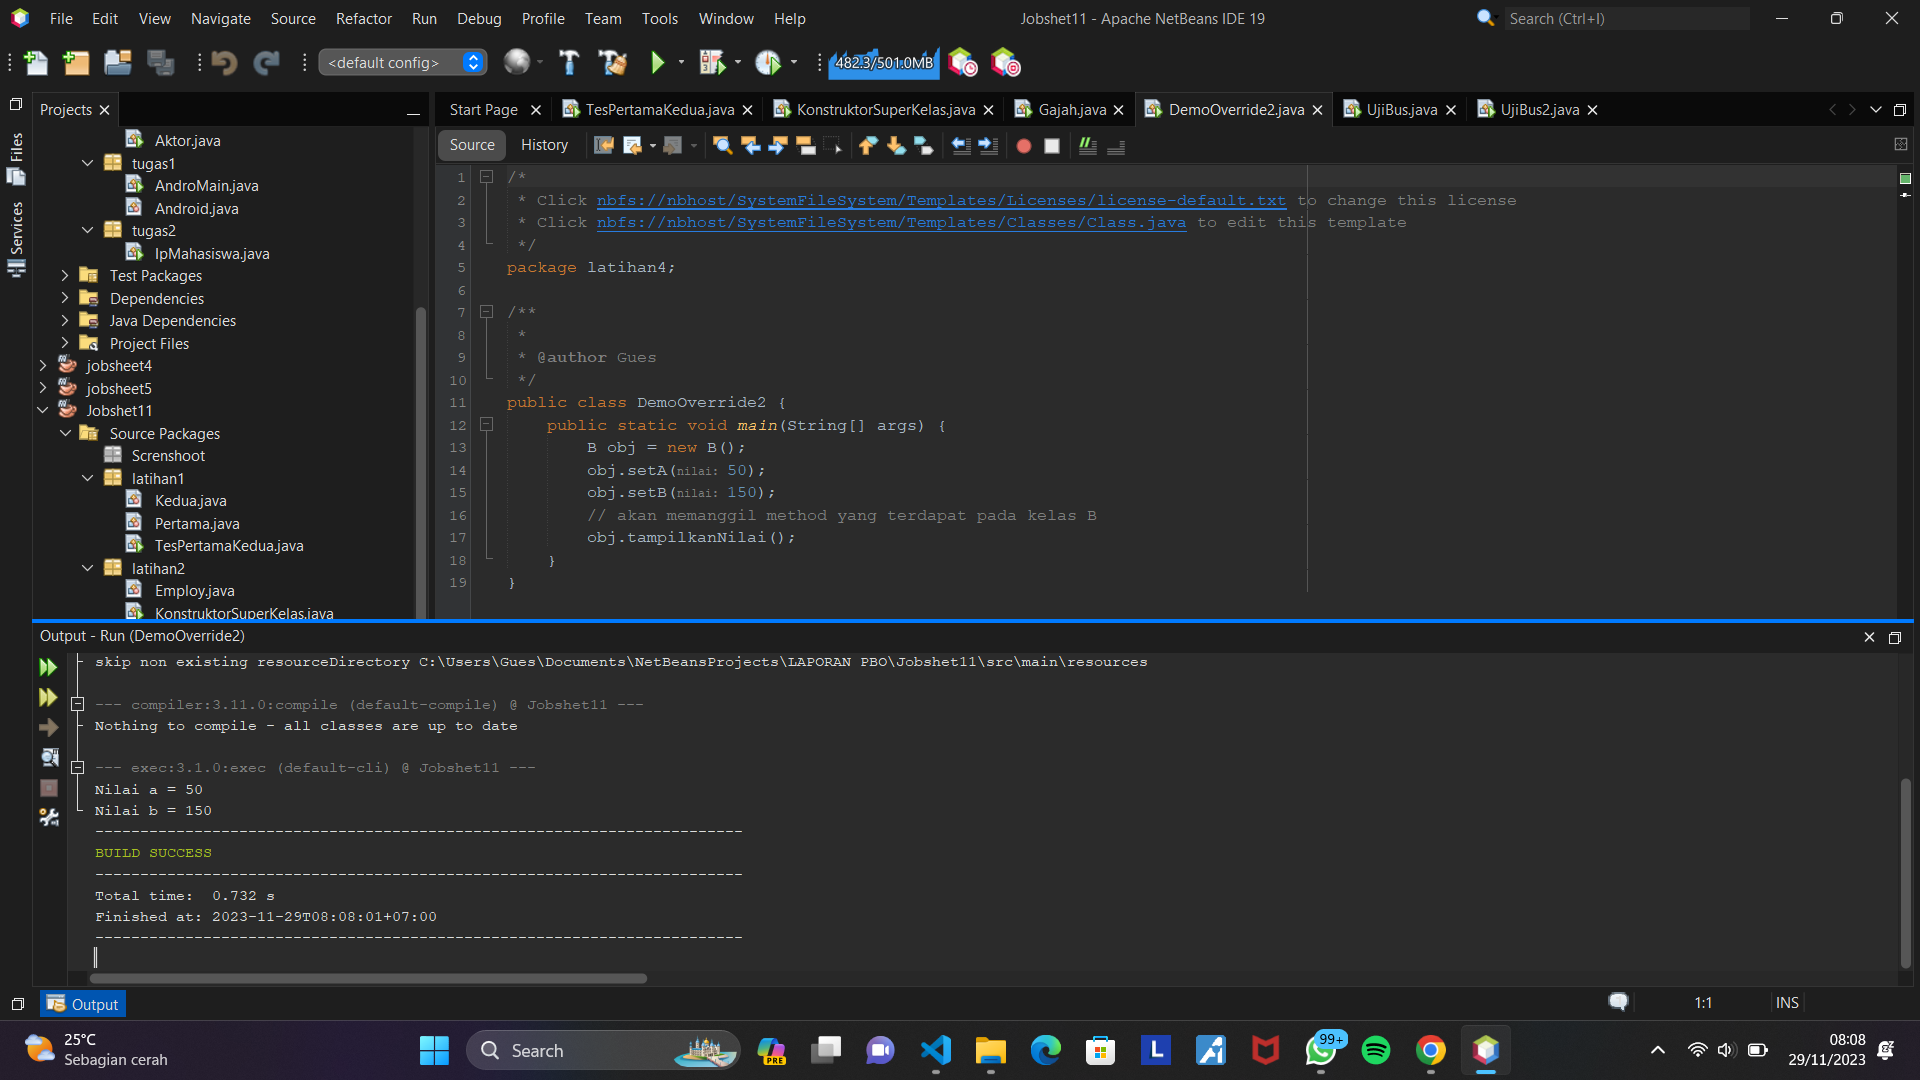 File Edit View Navigate Source Refactor Run Debug Profile Team Tools Window Help
Jobshet11 - Apache NetBeans IDE 19
Search (Ctrl+I)
<default config>
482.3/501.0MB
Files
Services
Projects
Aktor.java
tugas1
AndroMain.java
Android.java
tugas2
IpMahasiswa.java
Test Packages
Dependencies
Java Dependencies
Project Files
jobsheet4
jobsheet5
Jobshet11
Source Packages
Screnshoot
latihan1
Kedua.java
Pertama.java
TesPertamaKedua.java
latihan2
Employ.java
KonstruktorSuperKelas.java
Start Page TesPertamaKedua.java KonstruktorSuperKelas.java Gajah.java DemoOverride2.java UjiBus.java UjiBus2.java
Source History
1 /*
2 * Click nbfs://nbhost/SystemFileSystem/Templates/Licenses/license-default.txt to change this license
3 * Click nbfs://nbhost/SystemFileSystem/Templates/Classes/Class.java to edit this template
4 */
5 package latihan4;
6
7 /**
8 *
9 * @author Gues
10 */
11 public class DemoOverride2 {
12 public static void main(String[] args) {
13 B obj = new B();
14 obj.setA(nilai: 50);
15 obj.setB(nilai: 150);
16 // akan memanggil method yang terdapat pada kelas B
17 obj.tampilkanNilai();
18 }
19 }
Output - Run (DemoOverride2)
skip non existing resourceDirectory C:\Users\Gues\Documents\NetBeansProjects\LAPORAN PBO\Jobshet11\src\main\resources
--- compiler:3.11.0:compile (default-compile) @ Jobshet11 ---
Nothing to compile - all classes are up to date
--- exec:3.1.0:exec (default-cli) @ Jobshet11 ---
Nilai a = 50
Nilai b = 150
------------------------------------------------------------------------
BUILD SUCCESS
------------------------------------------------------------------------
Total time:  0.732 s
Finished at: 2023-11-29T08:08:01+07:00
------------------------------------------------------------------------
Output
1:1 INS
25°C
Sebagian cerah
Search
PRE
L
99+
08:08
29/11/2023